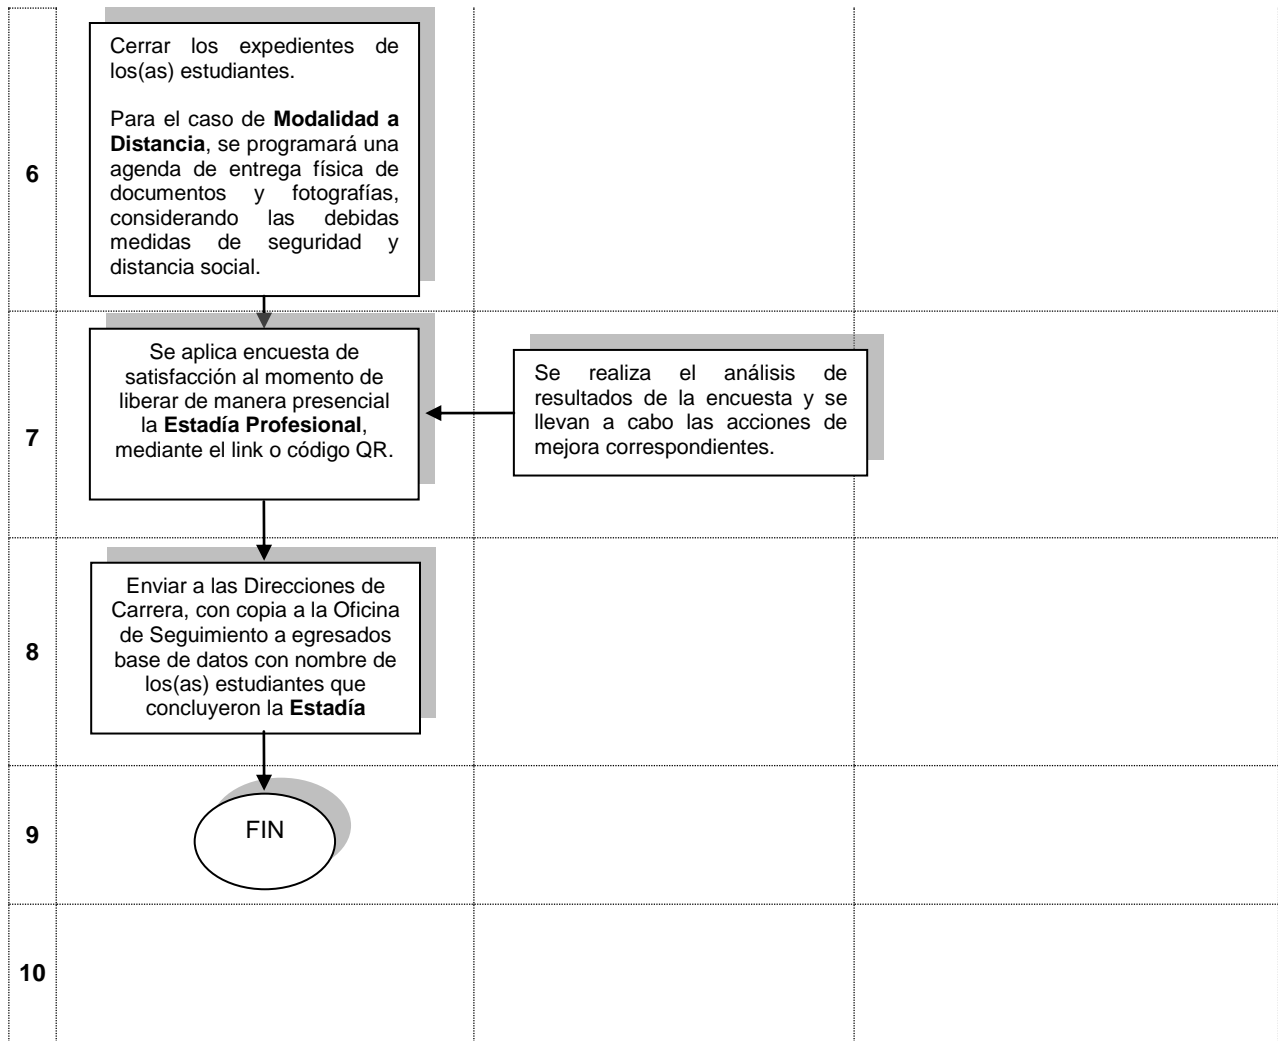 6
Cerrar los expedientes de
los(as) estudiantes.
Para el caso de Modalidad a
Distancia, se programará una
agenda de entrega física de
documentos y fotografías,
considerando las debidas
medidas de seguridad y
distancia social.
7
Se aplica encuesta de
satisfacción al momento de
liberar de manera presencial
la Estadía Profesional,
mediante el link o código QR.
Se realiza el análisis de
resultados de la encuesta y se
llevan a cabo las acciones de
mejora correspondientes.
8
Enviar a las Direcciones de
Carrera, con copia a la Oficina
de Seguimiento a egresados
base de datos con nombre de
los(as) estudiantes que
concluyeron la Estadía
9
FIN
10